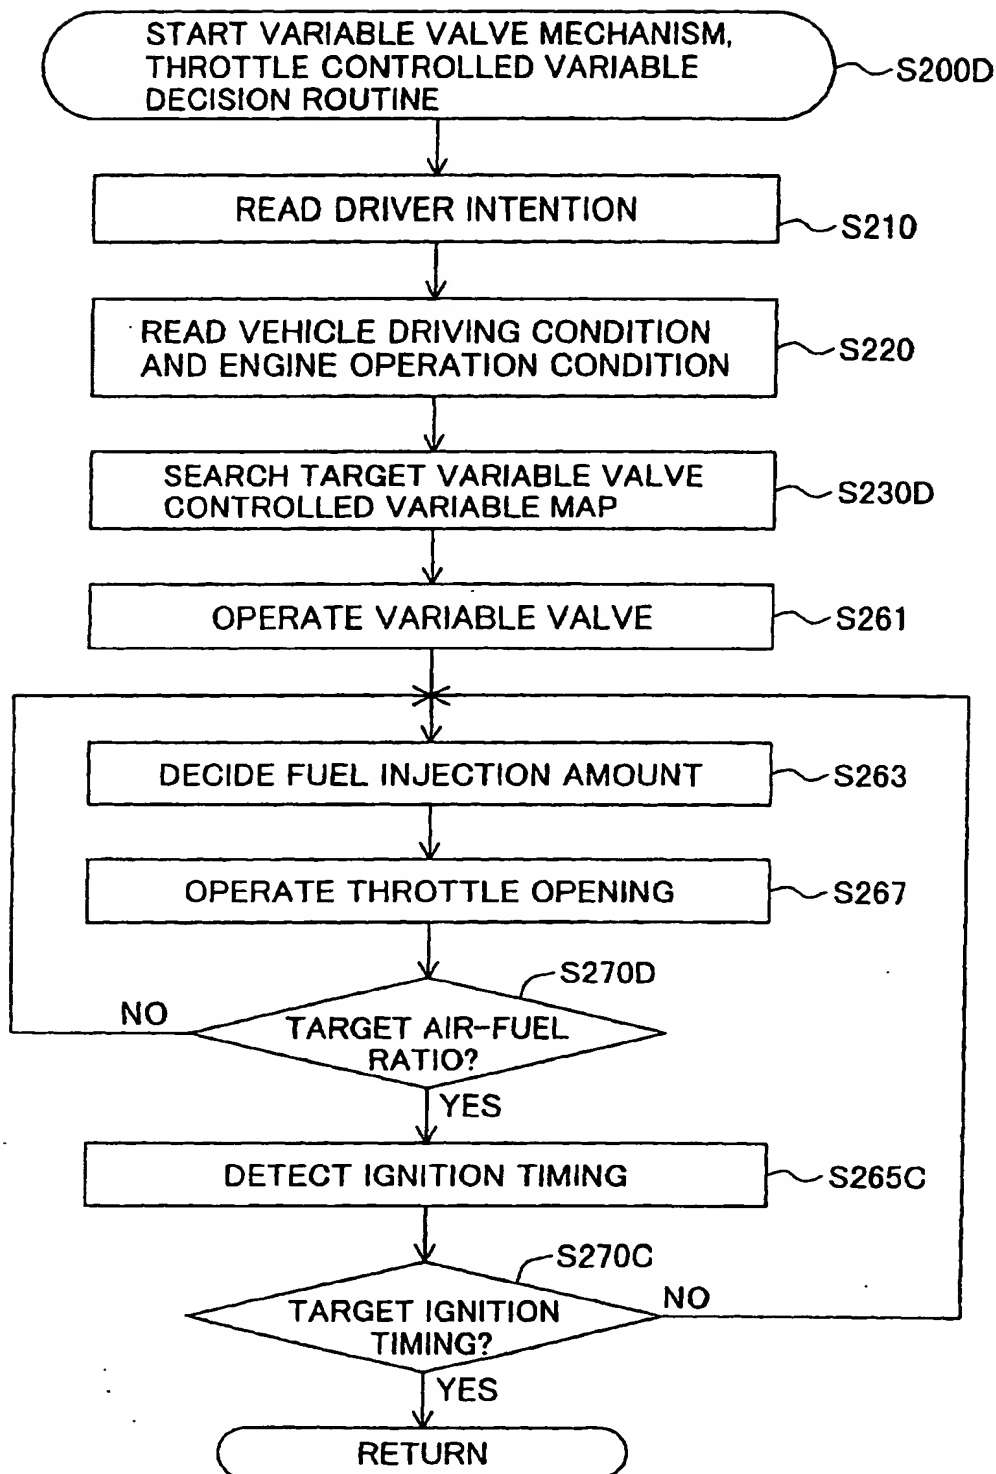 START VARIABLE VALVE MECHANISM,
THROTTLE CONTROLLED VARIABLE
DECISION ROUTINE
S200D
READ DRIVER INTENTION
S210
READ VEHICLE DRIVING CONDITION
AND ENGINE OPERATION CONDITION
S220
SEARCH TARGET VARIABLE VALVE
CONTROLLED VARIABLE MAP
S230D
OPERATE VARIABLE VALVE
S261
DECIDE FUEL INJECTION AMOUNT
S263
OPERATE THROTTLE OPENING
S267
S270D
NO
TARGET AIR-FUEL
RATIO?
YES
DETECT IGNITION TIMING
S265C
S270C
TARGET IGNITION
TIMING?
NO
YES
RETURN